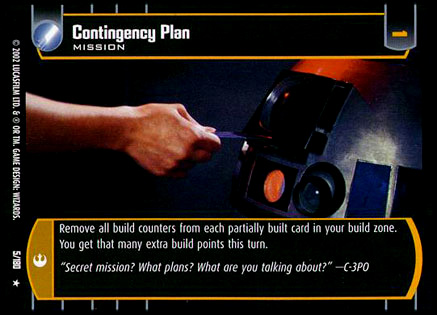 Contingency Plan
MISSION
1
Remove all build counters from each partially built card in your build zone.
You get that many extra build points this turn.
"Secret mission? What plans? What are you talking about?" —C-3PO
© 2002 LUCASFILM LTD. & ® OR TM. GAME DESIGN: WIZARDS.
5/180